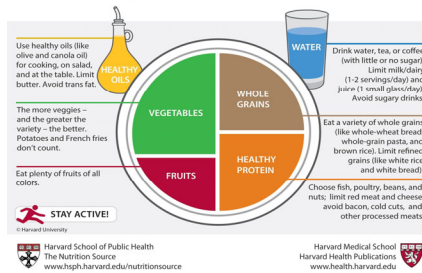 Use healthy oils (like
olive and canola oil)
for cooking, on salad,
and at the table. Limit
butter. Avoid trans fat.
HEALTHY
OILS
The more veggies –
and the greater the
variety – the better.
Potatoes and French fries
don't count.
Eat plenty of fruits of all
colors.
STAY ACTIVE!
© Harvard University
VEGETABLES
FRUITS
WHOLE
GRAINS
HEALTHY
PROTEIN
WATER
Drink water, tea, or coffee
(with little or no sugar)
Limit milk/dairy
(1-2 servings/day) and
juice (1 small glass/day)
Avoid sugary drinks
Eat a variety of whole grains
(like whole-wheat bread
whole-grain pasta, and
brown rice). Limit refined
grains (like white rice
and white bread)
Choose fish, poultry, beans, and
nuts; limit red meat and cheese
avoid bacon, cold cuts, and
other processed meats
Harvard School of Public Health
The Nutrition Source
www.hsph.harvard.edu/nutritionsource
Harvard Medical School
Harvard Health Publications
www.health.harvard.edu